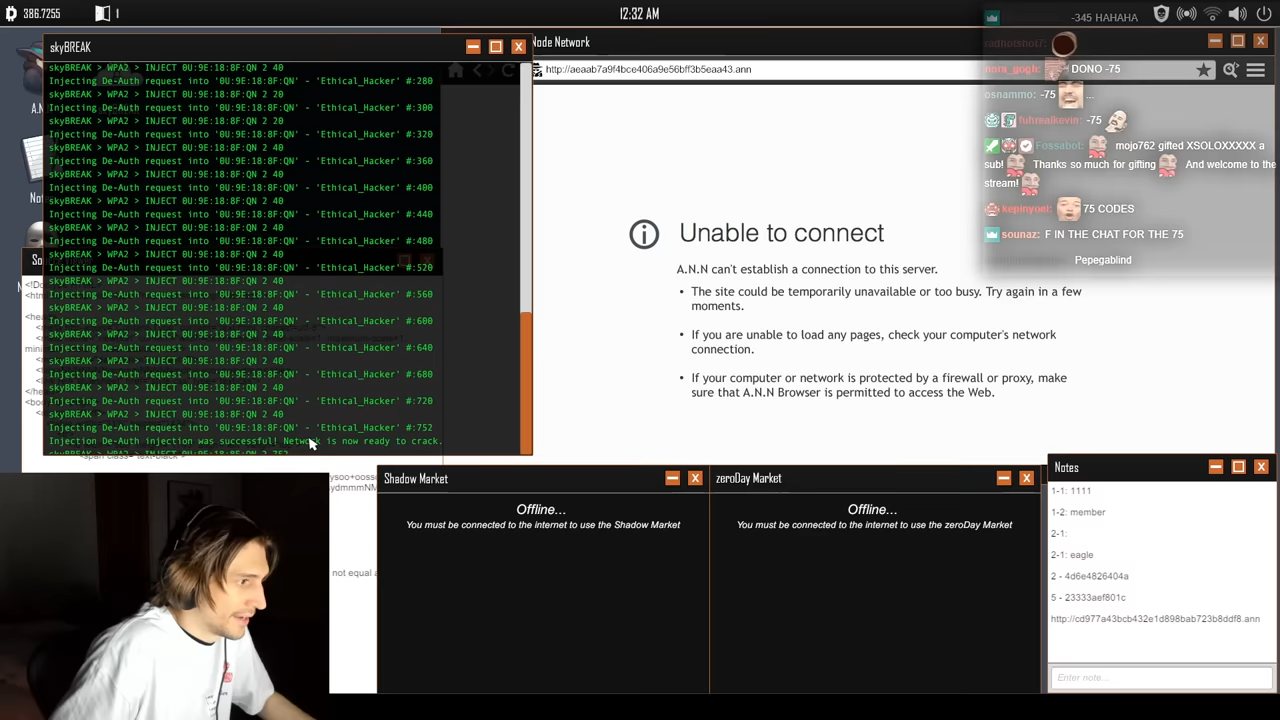 386.7255
1
12:32 AM
-345 HAHAHA
skyBREAK
Node Network
radhotshot7:
http://aeaab7a9f4bce406a9e56bff3b5eaa43.ann
nora_gogh: DONO -75
osnammo: -75 ...
fuhrealkevin: -75
Fossabot: mojo762 gifted XSOLOXXXXX a
sub! Thanks so much for gifting And welcome to the
stream!
kepinyoel: 75 CODES
sounaz: F IN THE CHAT FOR THE 75
Pepegablind
skyBREAK > WPA2 > INJECT 0U:9E:18:8F:QN 2 40
Injecting De-Auth request into '0U:9E:18:8F:QN' - 'Ethical_Hacker' #:280
skyBREAK > WPA2 > INJECT 0U:9E:18:8F:QN 2 20
Injecting De-Auth request into '0U:9E:18:8F:QN' - 'Ethical_Hacker' #:300
skyBREAK > WPA2 > INJECT 0U:9E:18:8F:QN 2 20
Injecting De-Auth request into '0U:9E:18:8F:QN' - 'Ethical_Hacker' #:320
skyBREAK > WPA2 > INJECT 0U:9E:18:8F:QN 2 40
Injecting De-Auth request into '0U:9E:18:8F:QN' - 'Ethical_Hacker' #:360
skyBREAK > WPA2 > INJECT 0U:9E:18:8F:QN 2 40
Injecting De-Auth request into '0U:9E:18:8F:QN' - 'Ethical_Hacker' #:400
skyBREAK > WPA2 > INJECT 0U:9E:18:8F:QN 2 40
Injecting De-Auth request into '0U:9E:18:8F:QN' - 'Ethical_Hacker' #:440
skyBREAK > WPA2 > INJECT 0U:9E:18:8F:QN 2 40
Injecting De-Auth request into '0U:9E:18:8F:QN' - 'Ethical_Hacker' #:480
skyBREAK > WPA2 > INJECT 0U:9E:18:8F:QN 2 40
Injecting De-Auth request into '0U:9E:18:8F:QN' - 'Ethical_Hacker' #:520
skyBREAK > WPA2 > INJECT 0U:9E:18:8F:QN 2 40
Injecting De-Auth request into '0U:9E:18:8F:QN' - 'Ethical_Hacker' #:560
skyBREAK > WPA2 > INJECT 0U:9E:18:8F:QN 2 40
Injecting De-Auth request into '0U:9E:18:8F:QN' - 'Ethical_Hacker' #:600
skyBREAK > WPA2 > INJECT 0U:9E:18:8F:QN 2 40
Injecting De-Auth request into '0U:9E:18:8F:QN' - 'Ethical_Hacker' #:640
skyBREAK > WPA2 > INJECT 0U:9E:18:8F:QN 2 40
Injecting De-Auth request into '0U:9E:18:8F:QN' - 'Ethical_Hacker' #:680
skyBREAK > WPA2 > INJECT 0U:9E:18:8F:QN 2 40
Injecting De-Auth request into '0U:9E:18:8F:QN' - 'Ethical_Hacker' #:720
skyBREAK > WPA2 > INJECT 0U:9E:18:8F:QN 2 40
Injecting De-Auth request into '0U:9E:18:8F:QN' - 'Ethical_Hacker' #:752
Injection De-Auth injection was successful! Network is now ready to crack.
Unable to connect
A.N.N can't establish a connection to this server.
• The site could be temporarily unavailable or too busy. Try again in a few
moments.
• If you are unable to load any pages, check your computer's network
connection.
• If your computer or network is protected by a firewall or proxy, make
sure that A.N.N Browser is permitted to access the Web.
<span class="text-black">
not equal a
Shadow Market
Offline...
You must be connected to the internet to use the Shadow Market
zeroDay Market
Offline...
You must be connected to the internet to use the zeroDay Market
Notes
1-1: 1111
1-2: member
2-1:
2-1: eagle
2 - 4d6e4826404a
5 - 23333aef801c
http://cd977a43bcb432e1d898bab723b8ddf8.ann
Enter note...